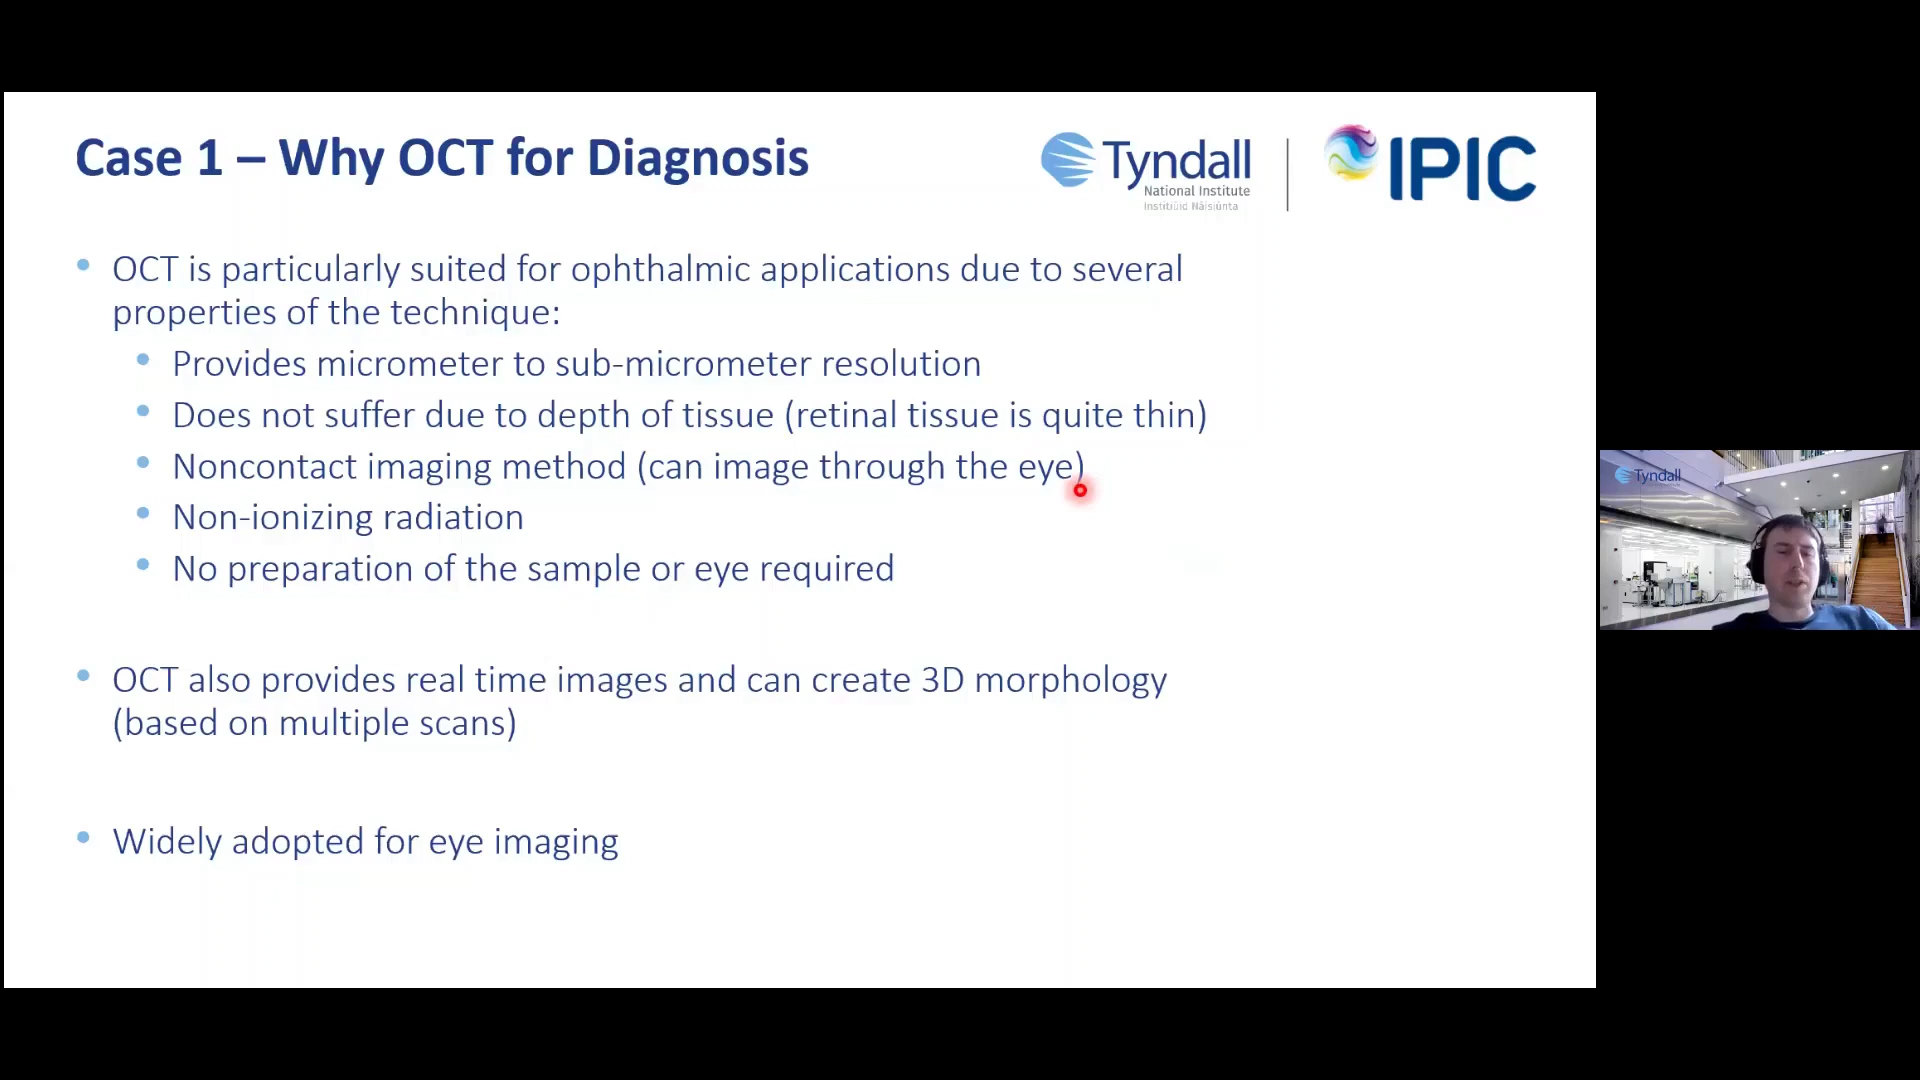 Case 1 – Why OCT for Diagnosis
Tyndall
National Institute
Institiúid Náisiúnta
IPIC
• OCT is particularly suited for ophthalmic applications due to several
properties of the technique:
• Provides micrometer to sub-micrometer resolution
• Does not suffer due to depth of tissue (retinal tissue is quite thin)
• Noncontact imaging method (can image through the eye)
• Non-ionizing radiation
• No preparation of the sample or eye required
• OCT also provides real time images and can create 3D morphology
(based on multiple scans)
• Widely adopted for eye imaging
Tyndall